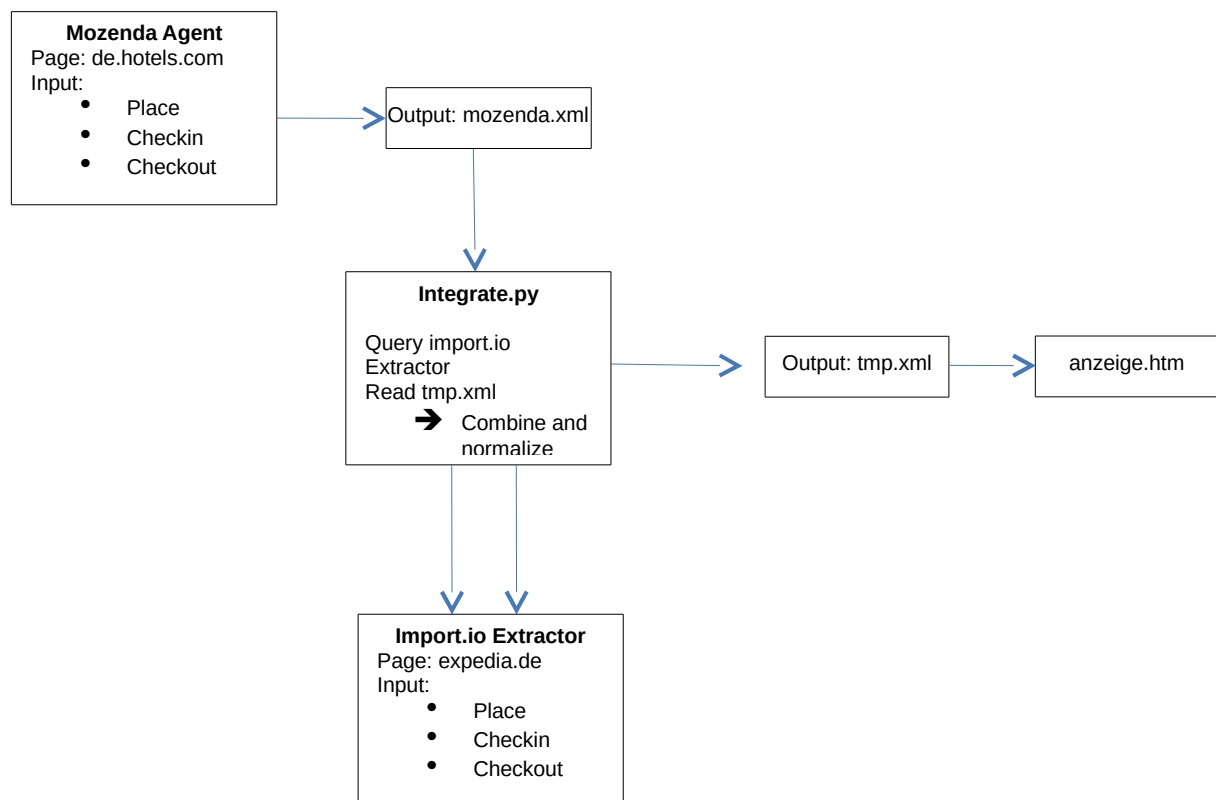 Mozenda Agent
Page: de.hotels.com
Input:
• Place
• Checkin
• Checkout
Output: mozenda.xml
Integrate.py
Query import.io
Extractor
Read tmp.xml
➔ Combine and
normalize
Output: tmp.xml
anzeige.htm
Import.io Extractor
Page: expedia.de
Input:
• Place
• Checkin
• Checkout